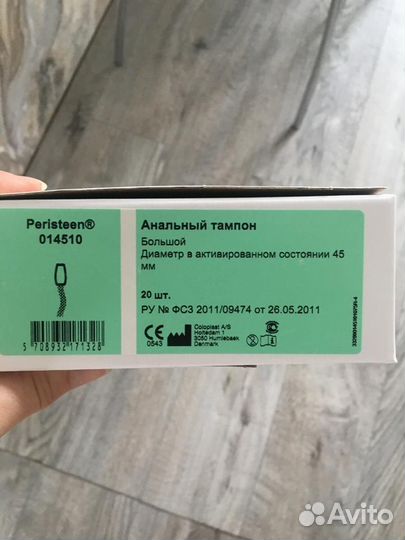 Peristeen®
014510
5 708932 171328
Анальный тампон
Большой
Диаметр в активированном состоянии 45
мм
20 шт.
РУ № ФСЗ 2011/09474 от 26.05.2011
CE
0543
Coloplast A/S
Holtedam 1
3050 Humlebaek
Denmark
Avito